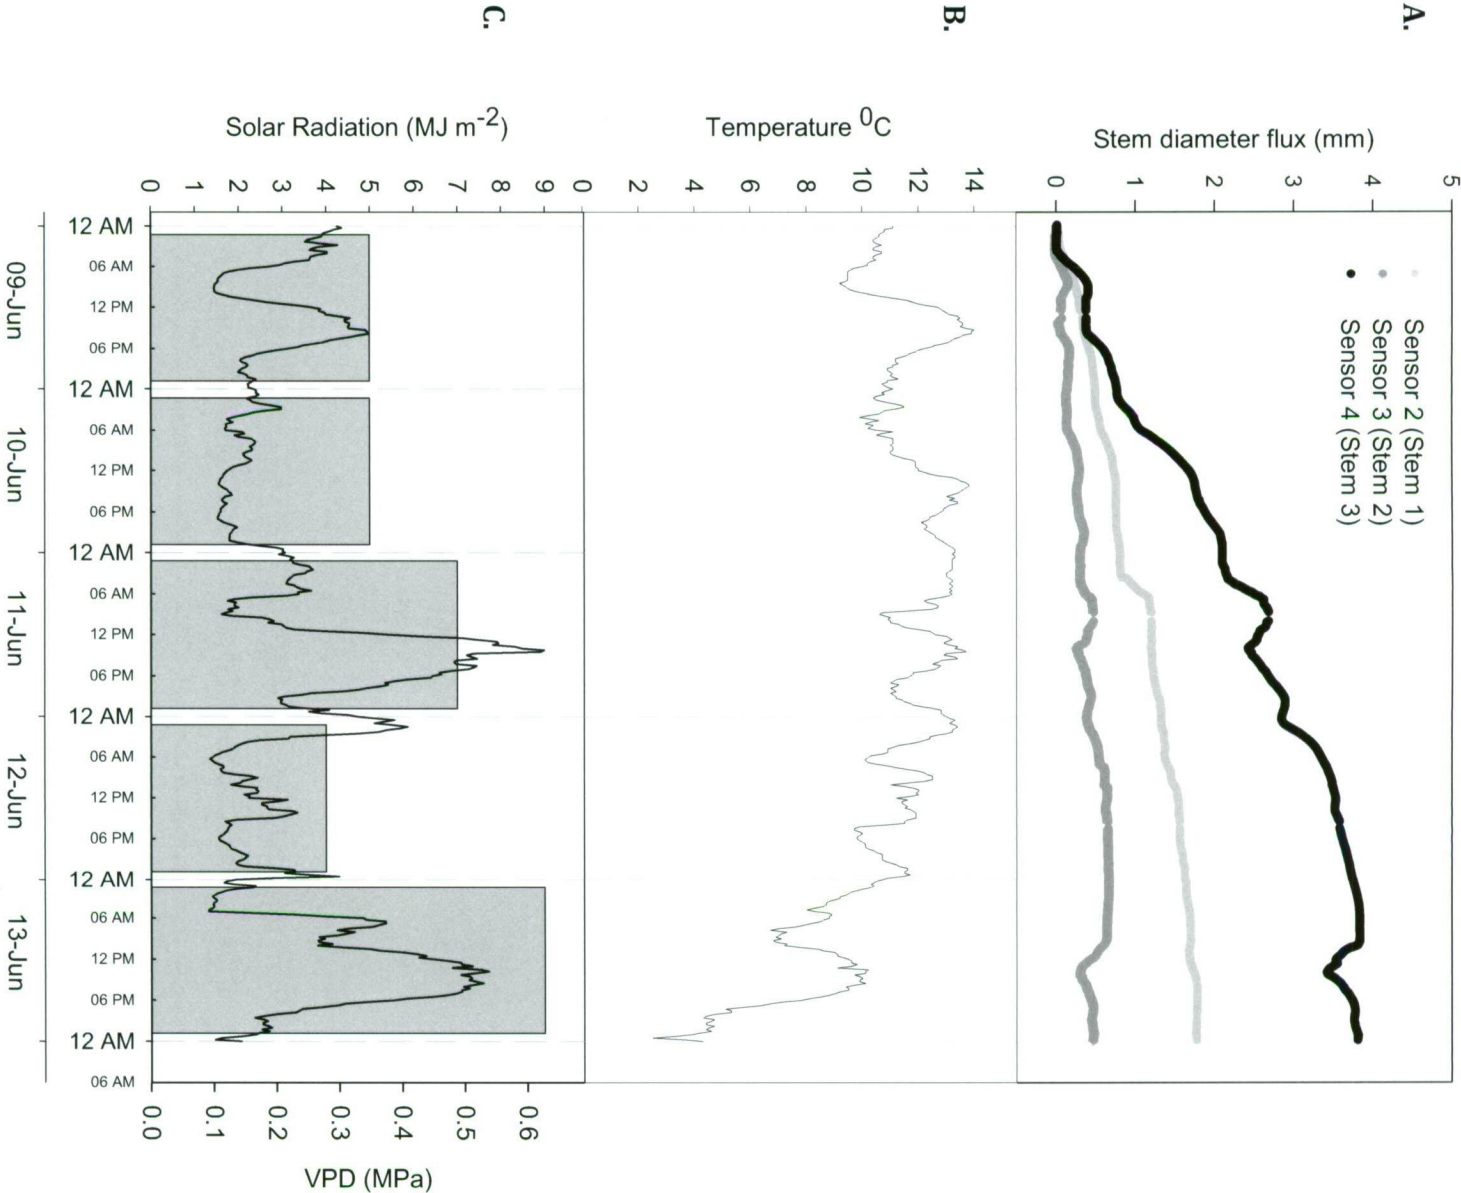 A.
Stem diameter flux (mm)
0 1 2 3 4 5
Sensor 2 (Stem 1)
Sensor 3 (Stem 2)
Sensor 4 (Stem 3)
B.
Temperature ⁰C
0 2 4 6 8 10 12 14
C.
Solar Radiation (MJ m⁻²)
0 1 2 3 4 5 6 7 8 9
VPD (MPa)
0.0 0.1 0.2 0.3 0.4 0.5 0.6
12 AM
06 AM
12 PM
06 PM
12 AM
06 AM
12 PM
06 PM
12 AM
06 AM
12 PM
06 PM
12 AM
06 AM
12 PM
06 PM
12 AM
06 AM
12 PM
06 PM
12 AM
06 AM
09-Jun
10-Jun
11-Jun
12-Jun
13-Jun